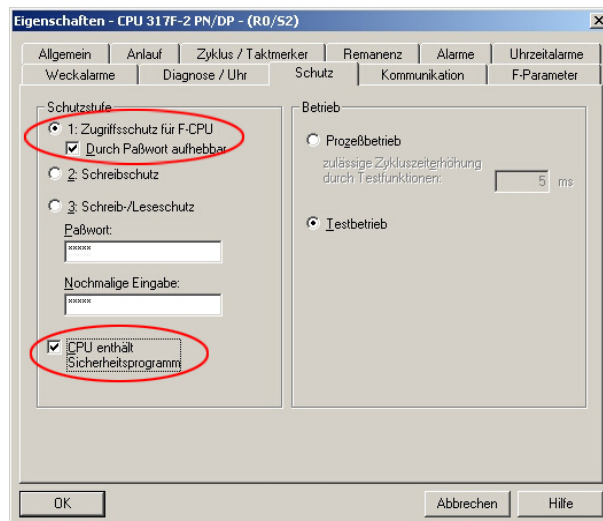 Eigenschaften - CPU 317F-2 PN/DP - (R0/S2)
Allgemein
Anlauf
Zyklus / Taktmerker
Remanenz
Alarme
Uhrzeitalarme
Weckalarme
Diagnose / Uhr
Schutz
Kommunikation
F-Parameter
Schutzstufe
1: Zugriffsschutz für F-CPU
Durch Paßwort aufhebbar
2: Schreibschutz
3: Schreib-/Leseschutz
Paßwort:
*****
Nochmalige Eingabe:
*****
CPU enthält
Sicherheitsprogramm
Betrieb
Prozeßbetrieb
zulässige Zykluszeiterhöhung
durch Testfunktionen:
5 ms
Testbetrieb
OK
Abbrechen
Hilfe